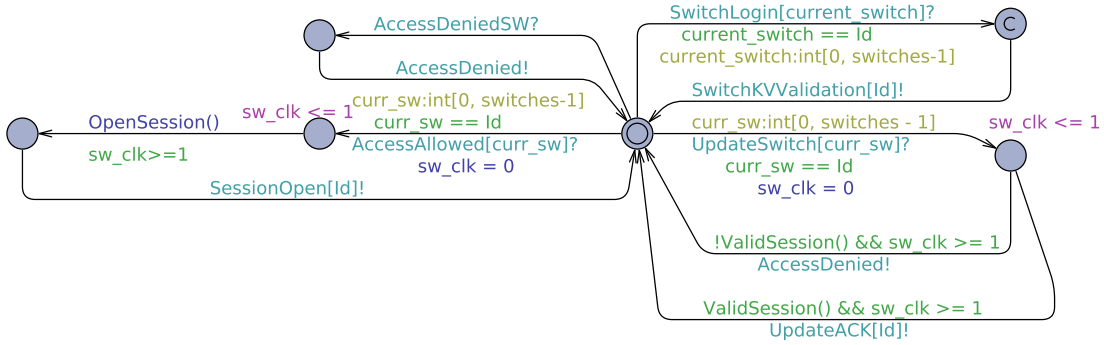 AccessDeniedSW?
AccessDenied!
SwitchLogin[current_switch]?
current_switch == Id
current_switch:int[0, switches-1]
C
SwitchKVValidation[Id]!
sw_clk <= 1
OpenSession()
sw_clk>=1
curr_sw:int[0, switches-1]
curr_sw == Id
AccessAllowed[curr_sw]?
sw_clk = 0
SessionOpen[Id]!
curr_sw:int[0, switches - 1]
UpdateSwitch[curr_sw]?
curr_sw == Id
sw_clk = 0
sw_clk <= 1
!ValidSession() && sw_clk >= 1
AccessDenied!
ValidSession() && sw_clk >= 1
UpdateACK[Id]!